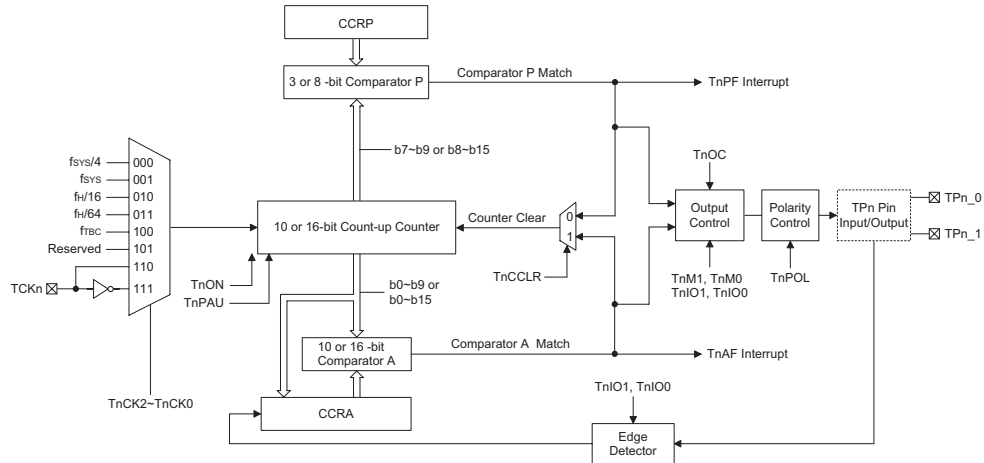 CCRP
3 or 8 -bit Comparator P
Comparator P Match
TnPF Interrupt
b7~b9 or b8~b15
fSYS/4
000
fSYS
001
fH/16
010
fH/64
011
fTBC
100
Reserved
101
110
111
TCKn
TnCK2~TnCK0
10 or 16-bit Count-up Counter
TnON
TnPAU
Counter Clear
0
1
TnCCLR
TnOC
Output
Control
TnM1, TnM0
TnIO1, TnIO0
Polarity
Control
TnPOL
TPn Pin
Input/Output
TPn_0
TPn_1
b0~b9 or
b0~b15
10 or 16 -bit
Comparator A
Comparator A Match
TnAF Interrupt
CCRA
TnIO1, TnIO0
Edge
Detector